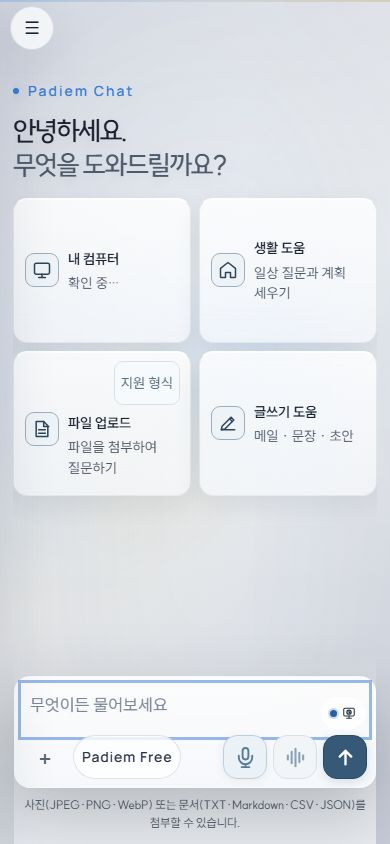 Padiem Chat
안녕하세요.
무엇을 도와드릴까요?
내 컴퓨터
확인 중…
생활 도움
일상 질문과 계획
세우기
지원 형식
파일 업로드
파일을 첨부하여
질문하기
글쓰기 도움
메일 · 문장 · 초안
무엇이든 물어보세요
Padiem Free
사진(JPEG·PNG·WebP) 또는 문서(TXT·Markdown·CSV·JSON)를
첨부할 수 있습니다.